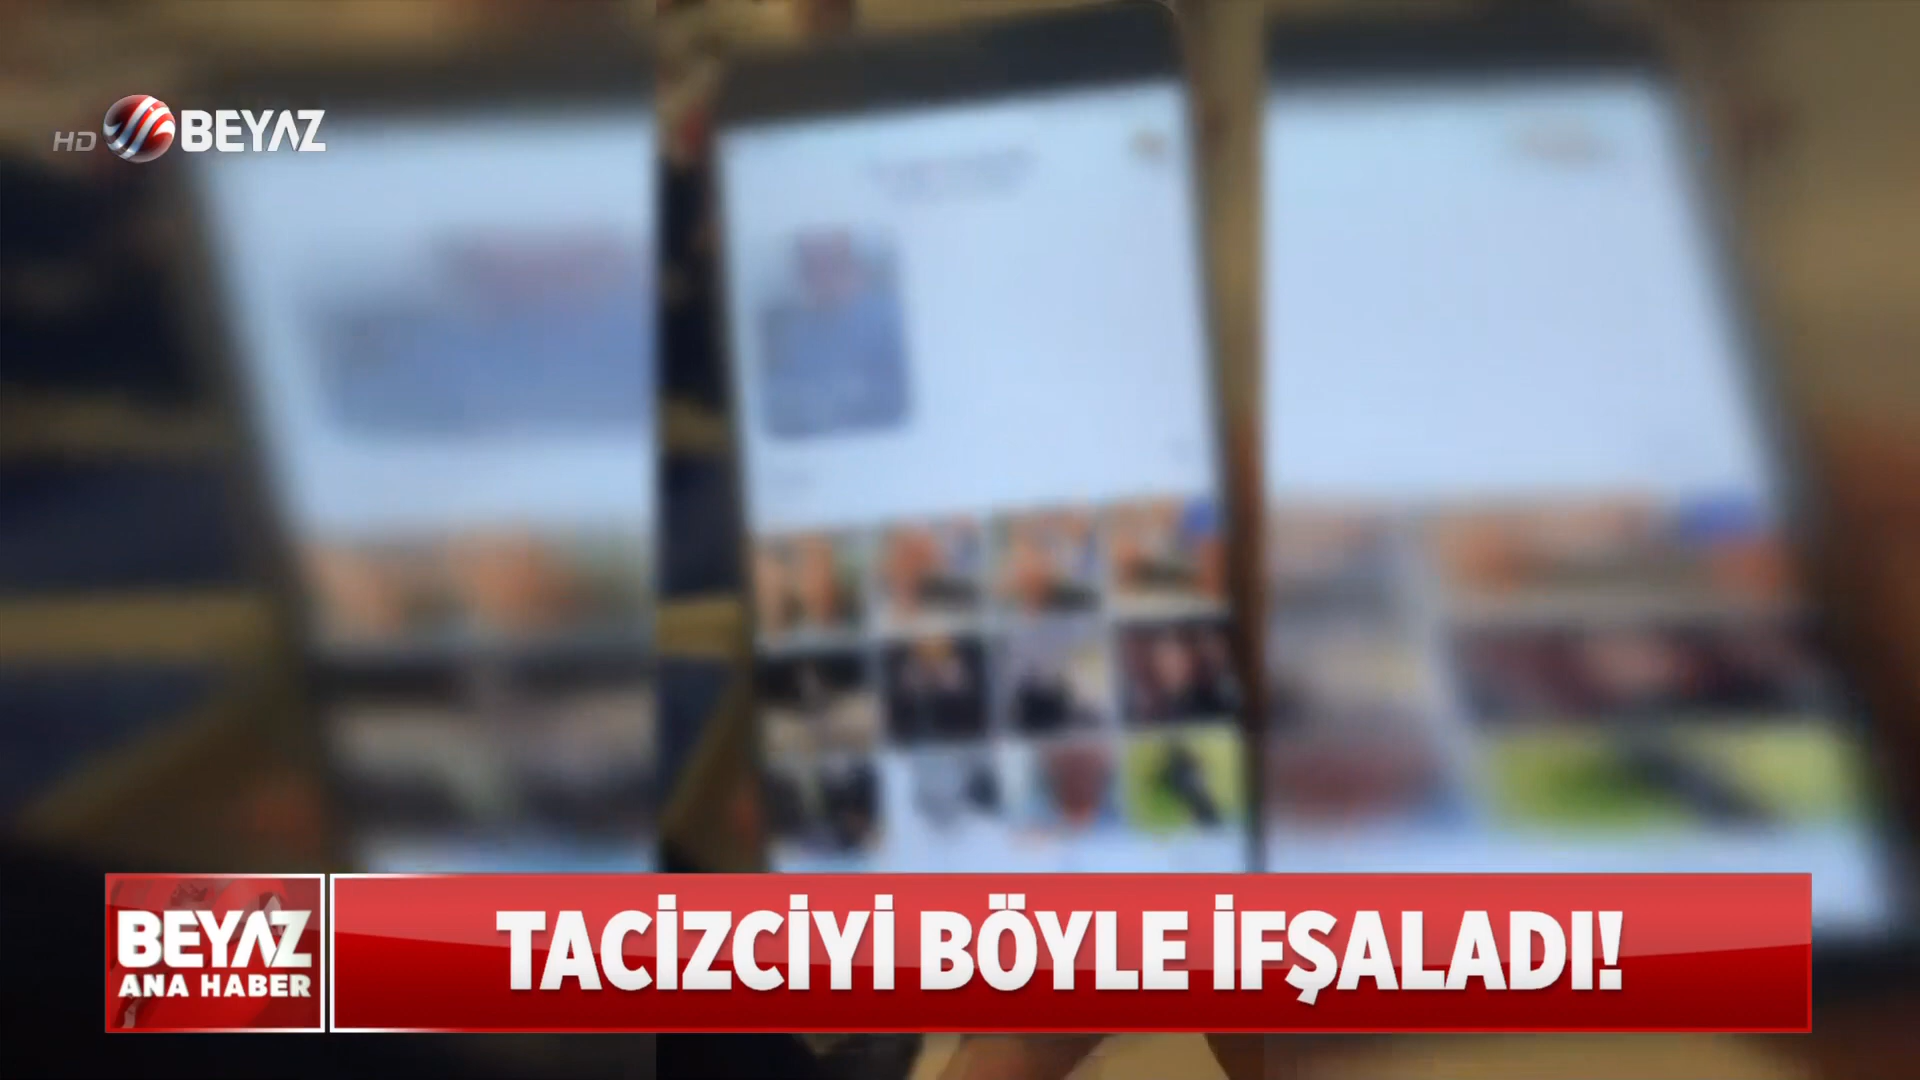 HD BEYAZ
BEYAZ
ANA HABER
TACİZCİYİ BÖYLE İFŞALADI!